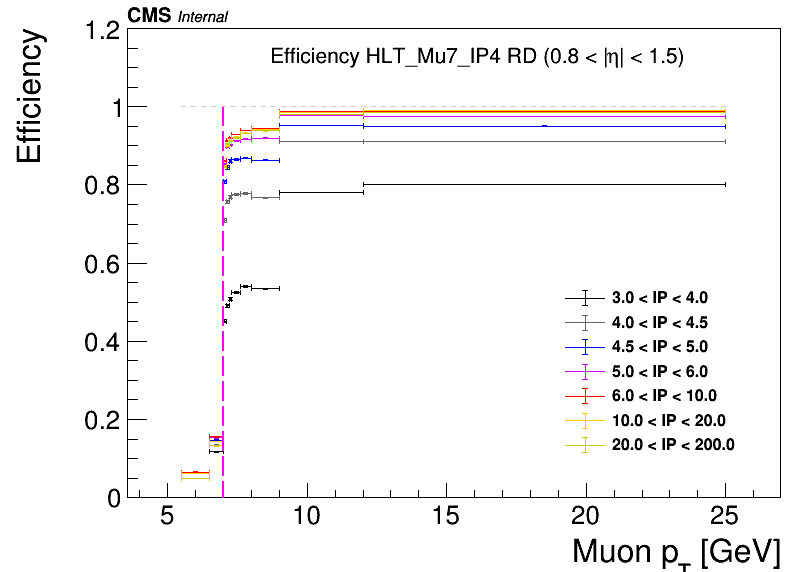 CMS Internal
Efficiency HLT_Mu7_IP4 RD (0.8 < |η| < 1.5)
Efficiency
1.2
1
0.8
0.6
0.4
0.2
0
3.0 < IP < 4.0
4.0 < IP < 4.5
4.5 < IP < 5.0
5.0 < IP < 6.0
6.0 < IP < 10.0
10.0 < IP < 20.0
20.0 < IP < 200.0
5 10 15 20 25
Muon p_T [GeV]